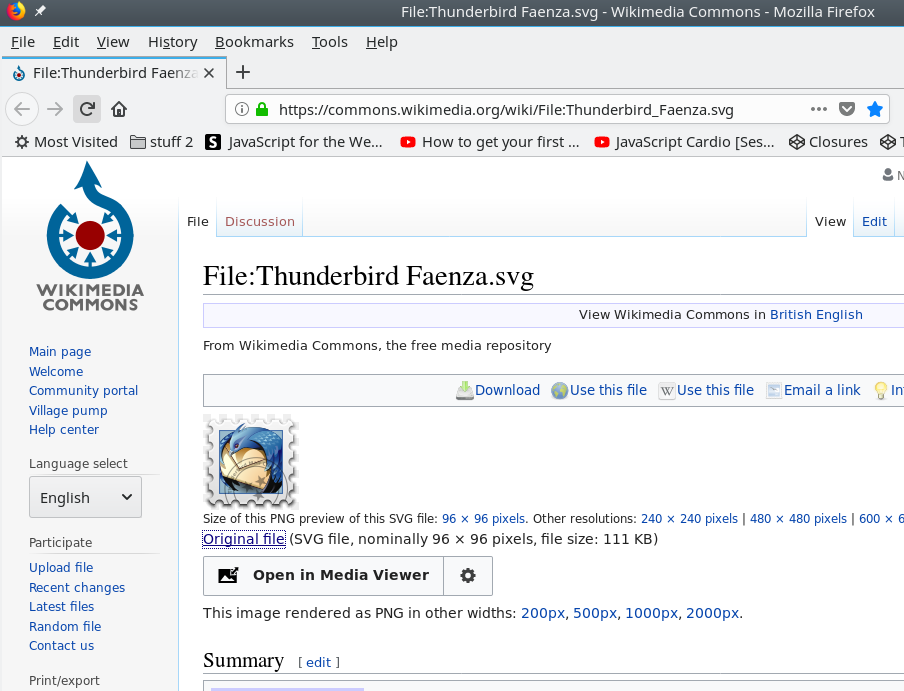 File:Thunderbird Faenza.svg - Wikimedia Commons - Mozilla Firefox
File Edit View History Bookmarks Tools Help
File:Thunderbird Faenza
https://commons.wikimedia.org/wiki/File:Thunderbird_Faenza.svg
Most Visited stuff 2 S JavaScript for the We... How to get your first ... JavaScript Cardio [Ses... Closures T
N
File Discussion View Edit
WIKIMEDIA
COMMONS
Main page
Welcome
Community portal
Village pump
Help center
Language select
English
Participate
Upload file
Recent changes
Latest files
Random file
Contact us
Print/export
File:Thunderbird Faenza.svg
View Wikimedia Commons in British English
From Wikimedia Commons, the free media repository
Download Use this file W Use this file Email a link In
Size of this PNG preview of this SVG file: 96 × 96 pixels. Other resolutions: 240 × 240 pixels | 480 × 480 pixels | 600 × 6
Original file (SVG file, nominally 96 × 96 pixels, file size: 111 KB)
Open in Media Viewer
This image rendered as PNG in other widths: 200px, 500px, 1000px, 2000px.
Summary [ edit ]